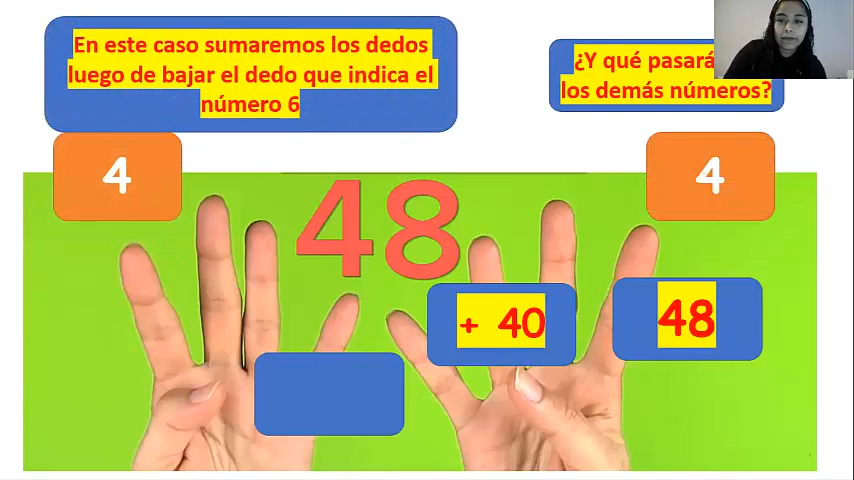 En este caso sumaremos los dedos
luego de bajar el dedo que indica el
número 6
¿Y qué pasará
los demás números?
4
4
48
+ 40
48